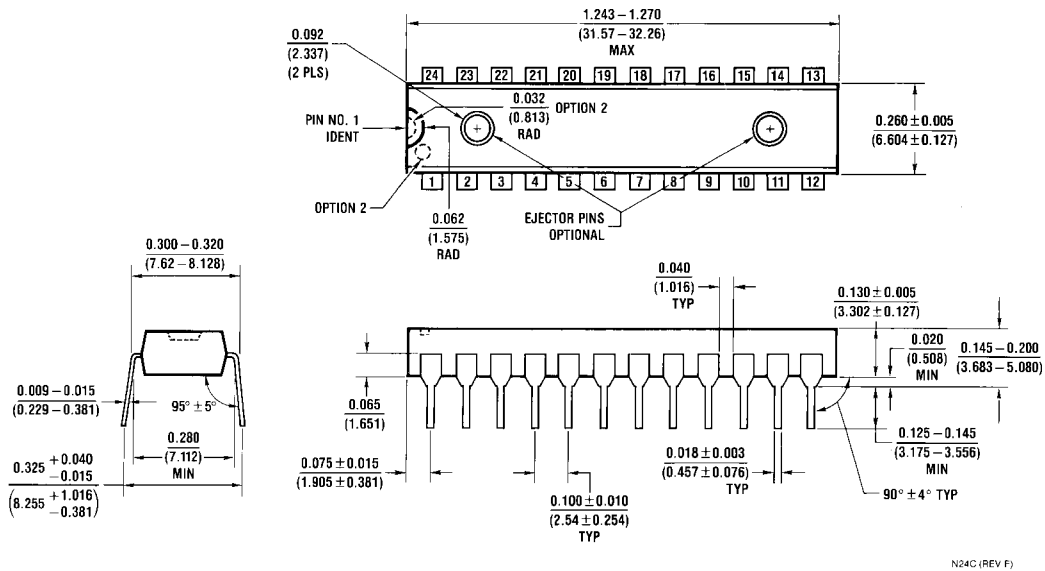 1.243 – 1.270
(31.57 – 32.26)
MAX
0.092
(2.337)
(2 PLS)
24 23 22 21 20 19 18 17 16 15 14 13
0.032
(0.813)
RAD
OPTION 2
PIN NO. 1
IDENT
0.260 ± 0.005
(6.604 ± 0.127)
1 2 3 4 5 6 7 8 9 10 11 12
OPTION 2
0.062
(1.575)
RAD
EJECTOR PINS
OPTIONAL
0.300 – 0.320
(7.62 – 8.128)
0.040
(1.016)
TYP
0.130 ± 0.005
(3.302 ± 0.127)
0.020
(0.508)
MIN
0.145 – 0.200
(3.683 – 5.080)
0.009 – 0.015
(0.229 – 0.381)
95° ± 5°
0.065
(1.651)
0.280
(7.112)
MIN
0.125 – 0.145
(3.175 – 3.556)
MIN
0.325 +0.040 −0.015
(8.255 +1.016 −0.381)
0.075 ± 0.015
(1.905 ± 0.381)
0.018 ± 0.003
(0.457 ± 0.076)
TYP
90° ± 4° TYP
0.100 ± 0.010
(2.54 ± 0.254)
TYP
N24C (REV F)